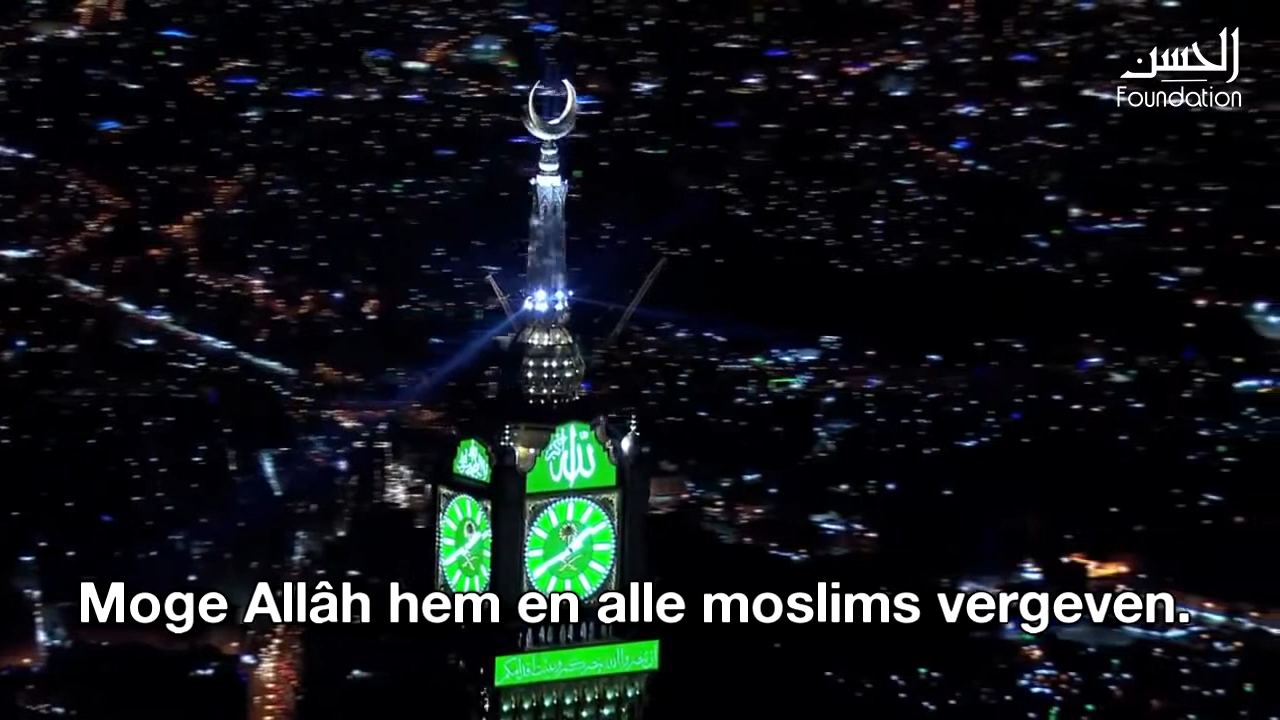 الحسن
Foundation
الله
Moge Allâh hem en alle moslims vergeven.